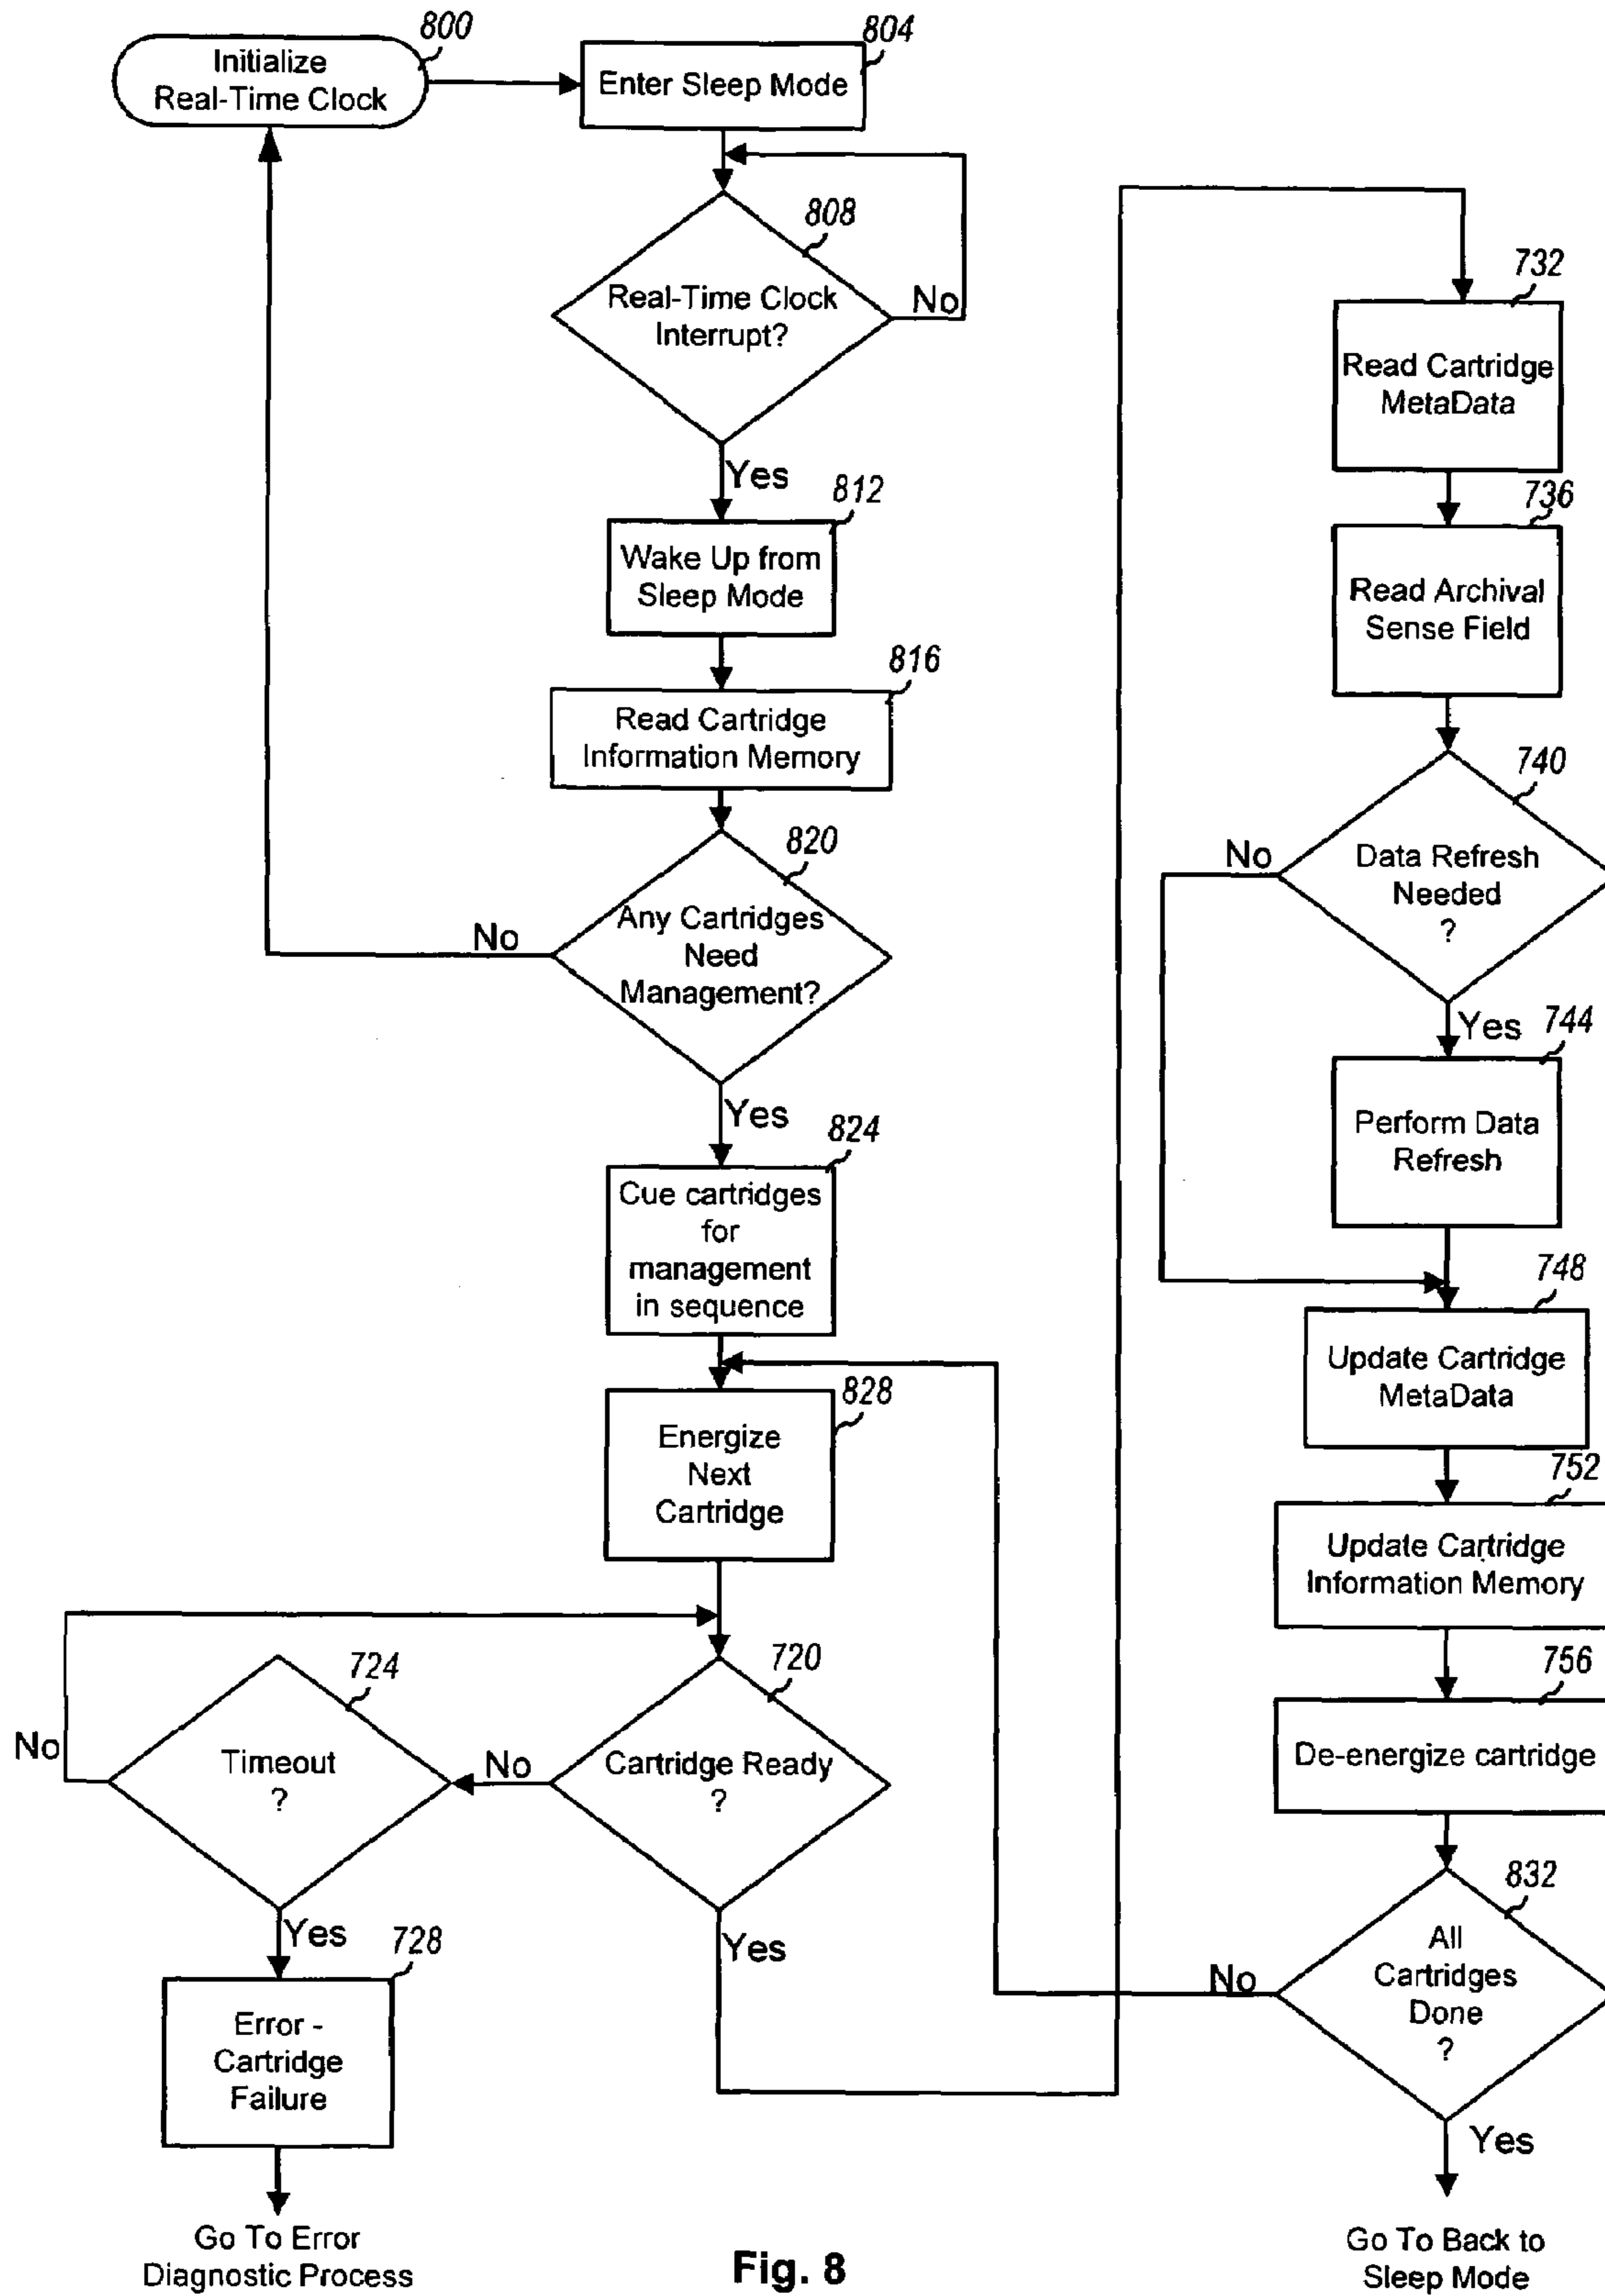 800
Initialize
Real-Time Clock
804
Enter Sleep Mode
808
Real-Time Clock
Interrupt?
No
Yes
812
Wake Up from
Sleep Mode
816
Read Cartridge
Information Memory
820
Any Cartridges
Need
Management?
No
Yes
824
Cue cartridges
for
management
in sequence
828
Energize
Next
Cartridge
720
Cartridge Ready
?
No
Yes
724
Timeout
?
No
Yes
728
Error -
Cartridge
Failure
Go To Error
Diagnostic Process
732
Read Cartridge
MetaData
736
Read Archival
Sense Field
740
Data Refresh
Needed
?
No
Yes
744
Perform Data
Refresh
748
Update Cartridge
MetaData
752
Update Cartridge
Information Memory
756
De-energize cartridge
832
All
Cartridges
Done
?
No
Yes
Go To Back to
Sleep Mode
Fig. 8